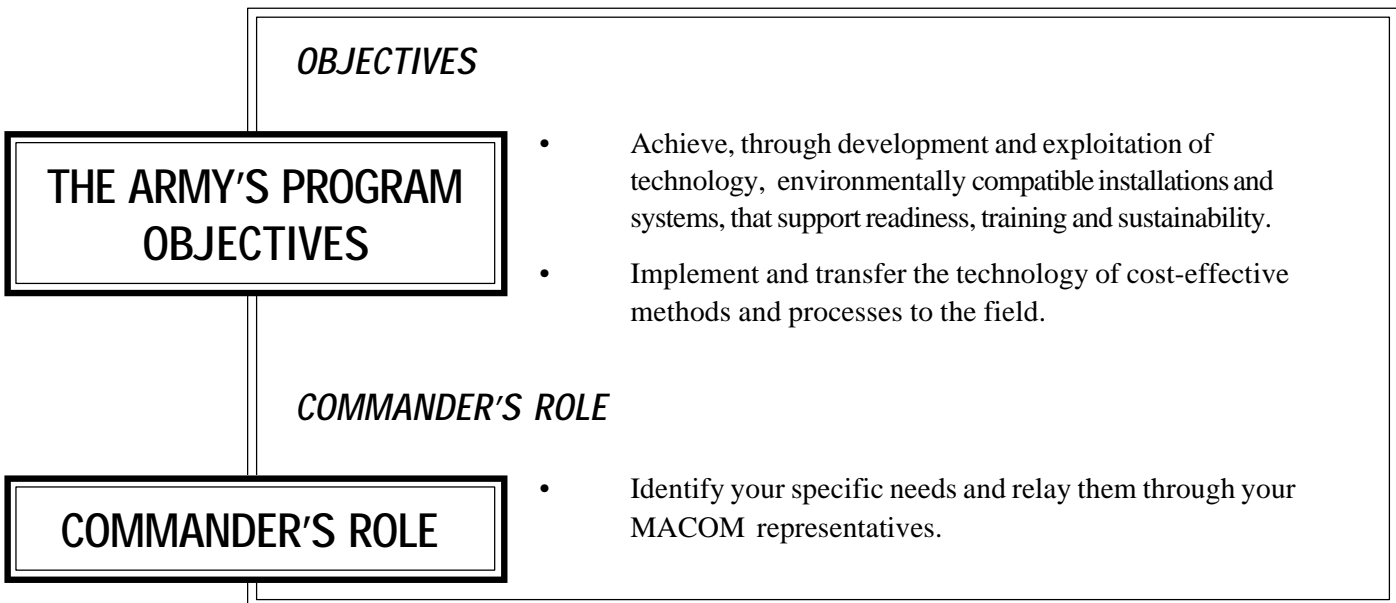 OBJECTIVES
THE ARMY'S PROGRAM
OBJECTIVES
• Achieve, through development and exploitation of
technology, environmentally compatible installations and
systems, that support readiness, training and sustainability.
• Implement and transfer the technology of cost-effective
methods and processes to the field.
COMMANDER'S ROLE
COMMANDER'S ROLE
• Identify your specific needs and relay them through your
MACOM representatives.